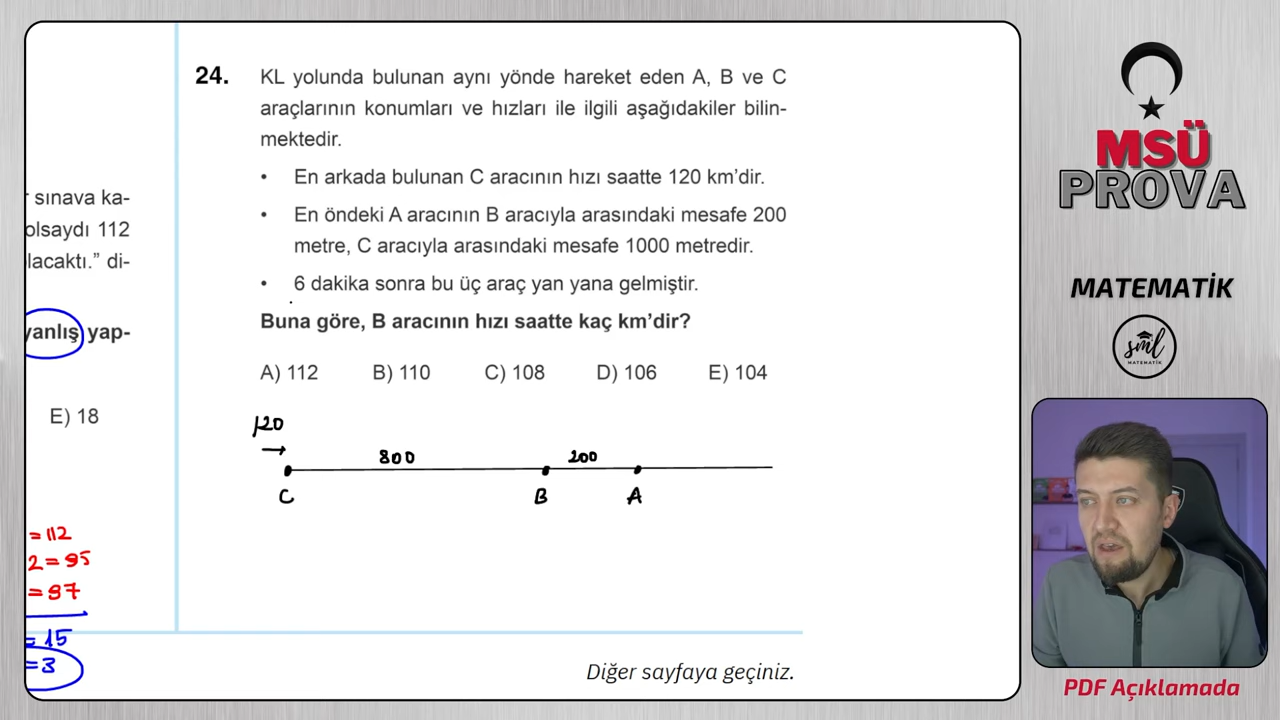 r sınava ka-
olsaydı 112
lacaktı.” di-
yanlış yap-
E) 18
= 112
2 = 95
= 97
= 15
= 3
24. KL yolunda bulunan aynı yönde hareket eden A, B ve C
araçlarının konumları ve hızları ile ilgili aşağıdakiler bilin-
mektedir.
• En arkada bulunan C aracının hızı saatte 120 km’dir.
• En öndeki A aracının B aracıyla arasındaki mesafe 200
metre, C aracıyla arasındaki mesafe 1000 metredir.
• 6 dakika sonra bu üç araç yan yana gelmiştir.
Buna göre, B aracının hızı saatte kaç km’dir?
A) 112 B) 110 C) 108 D) 106 E) 104
120
800 200
C B A
Diğer sayfaya geçiniz.
MSÜ
PROVA
MATEMATİK
sml
MATEMATİK
PDF Açıklamada